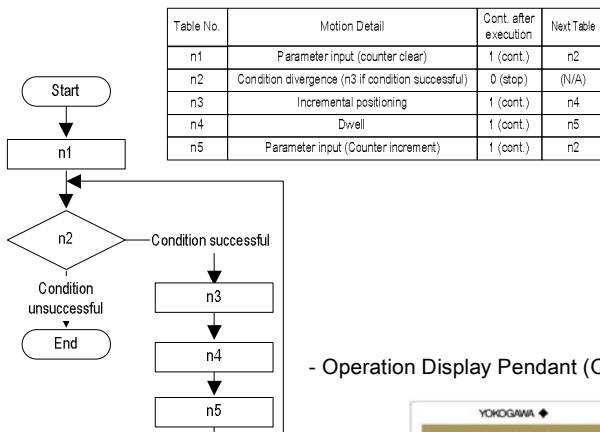 Table No. Motion Detail Cont. after execution Next Table
n1 Parameter input (counter clear) 1 (cont.) n2
n2 Condition divergence (n3 if condition successful) 0 (stop) (N/A)
n3 Incremental positioning 1 (cont.) n4
n4 Dwell 1 (cont.) n5
n5 Parameter input (Counter increment) 1 (cont.) n2
Start
n1
n2
Condition successful
Condition
unsuccessful
End
n3
n4
n5
- Operation Display Pendant (
YOKOGAWA